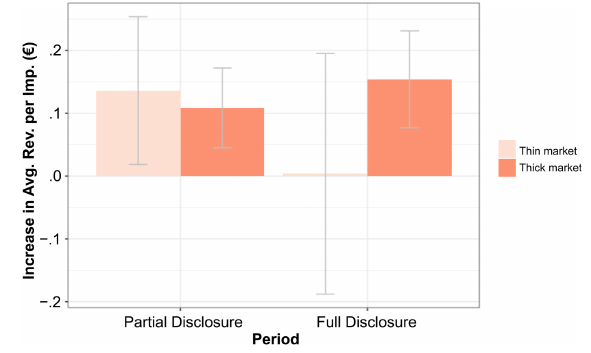 Increase in Avg. Rev. per Imp. (€)
.2
.1
.0
-.1
-.2
Partial Disclosure
Full Disclosure
Period
Thin market
Thick market